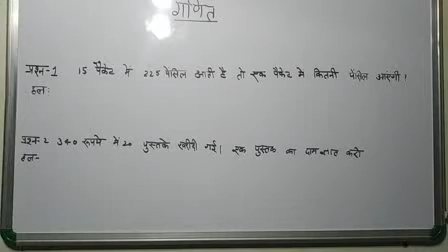 गणित
प्रश्न-1 15 पैकेट में 225 पेंसिल आती है तो एक पैकेट मे कितनी पेंसिल आएगी।
हलः
प्रश्न-2 340 रूपये में 20 पुस्तके खरीदी गई। एक पुस्तक का दाम ज्ञात करो
हल-